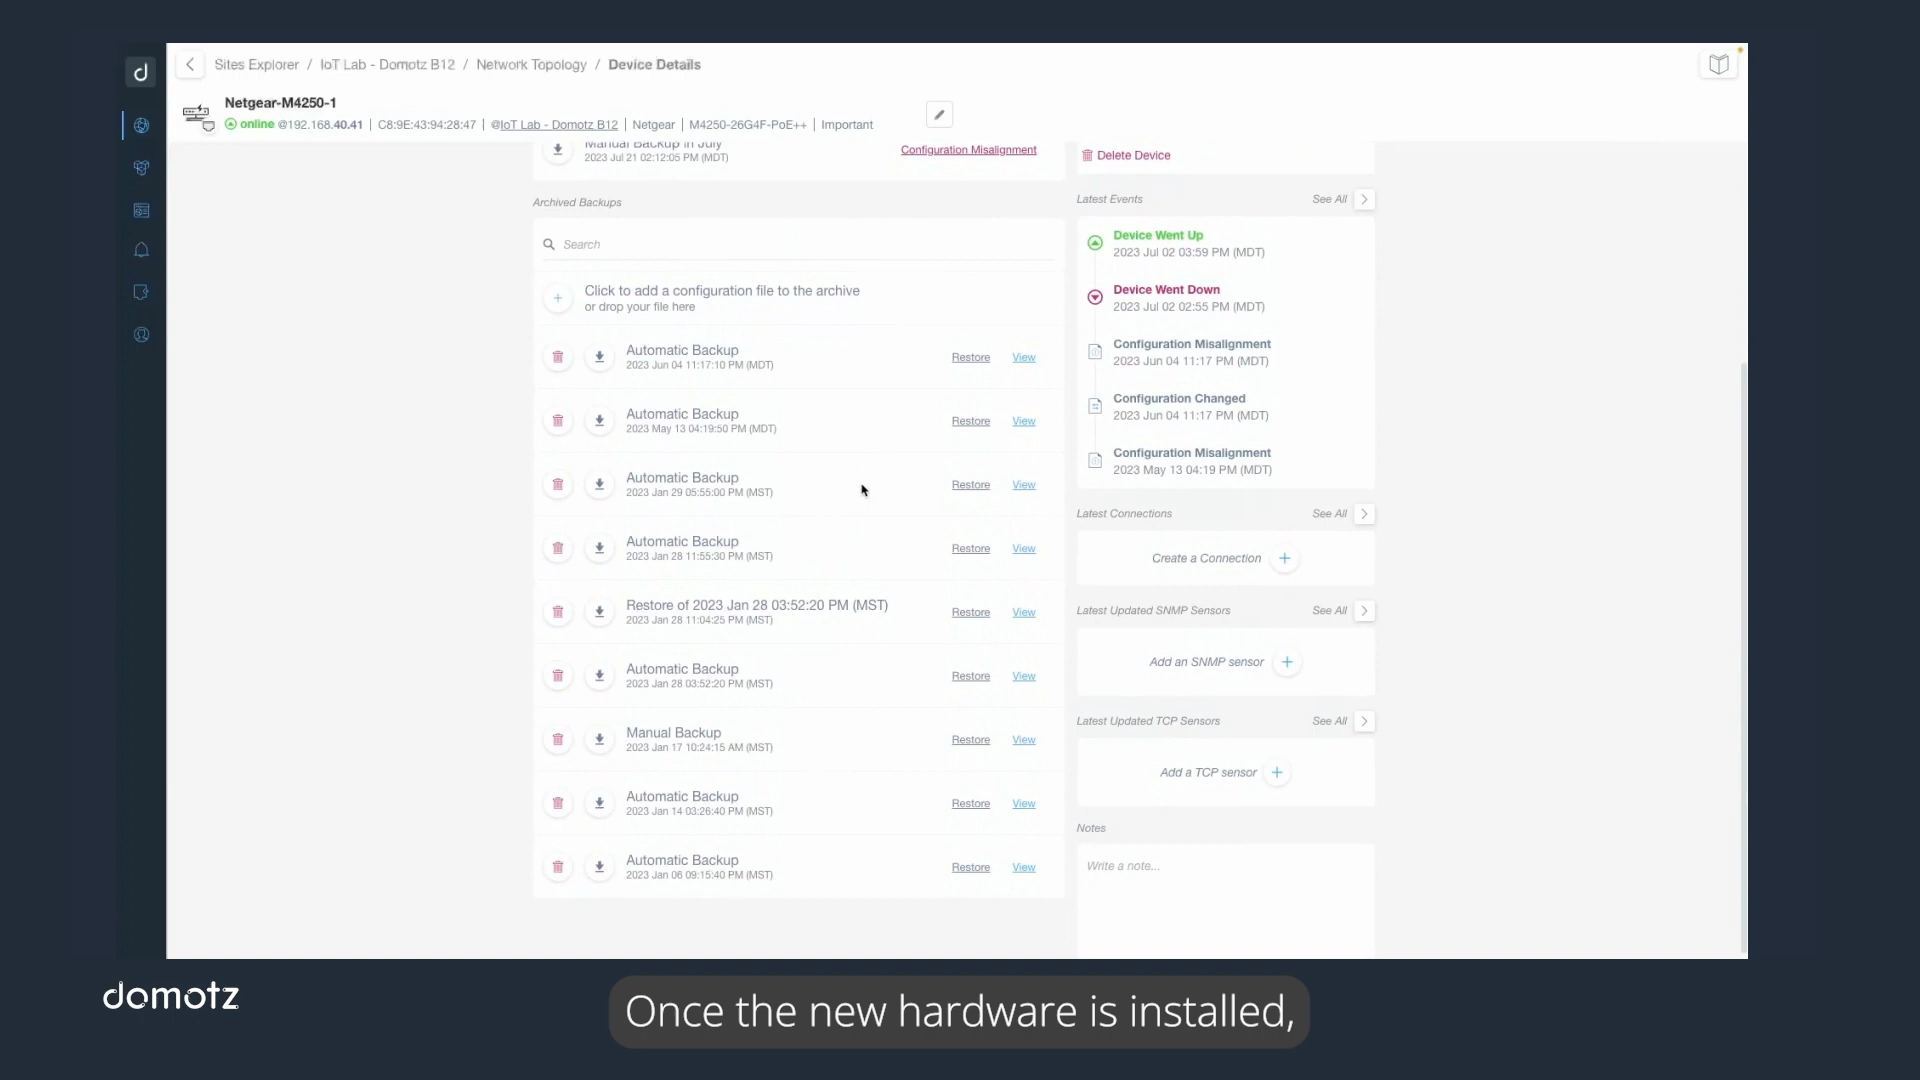 Sites Explorer / IoT Lab - Domotz B12 / Network Topology / Device Details
Netgear-M4250-1
online @192.168.40.41 | C8:9E:43:94:28:47 | @IoT Lab - Domotz B12 | Netgear | M4250-26G4F-PoE++ | Important
Manual Backup in July
2023 Jul 21 02:12:05 PM (MDT)
Configuration Misalignment
Archived Backups
Search
Click to add a configuration file to the archive
or drop your file here
Automatic Backup
2023 Jun 04 11:17:10 PM (MDT)
Restore View
Automatic Backup
2023 May 13 04:19:50 PM (MDT)
Restore View
Automatic Backup
2023 Jan 29 05:55:00 PM (MST)
Restore View
Automatic Backup
2023 Jan 28 11:55:30 PM (MST)
Restore View
Restore of 2023 Jan 28 03:52:20 PM (MST)
2023 Jan 28 11:04:25 PM (MST)
Restore View
Automatic Backup
2023 Jan 28 03:52:20 PM (MST)
Restore View
Manual Backup
2023 Jan 17 10:24:15 AM (MST)
Restore View
Automatic Backup
2023 Jan 14 03:26:40 PM (MST)
Restore View
Automatic Backup
2023 Jan 06 09:15:40 PM (MST)
Restore View
Delete Device
Latest Events See All
Device Went Up
2023 Jul 02 03:59 PM (MDT)
Device Went Down
2023 Jul 02 02:55 PM (MDT)
Configuration Misalignment
2023 Jun 04 11:17 PM (MDT)
Configuration Changed
2023 Jun 04 11:17 PM (MDT)
Configuration Misalignment
2023 May 13 04:19 PM (MDT)
Latest Connections See All
Create a Connection
Latest Updated SNMP Sensors See All
Add an SNMP sensor
Latest Updated TCP Sensors See All
Add a TCP sensor
Notes
Write a note...
domotz
Once the new hardware is installed,